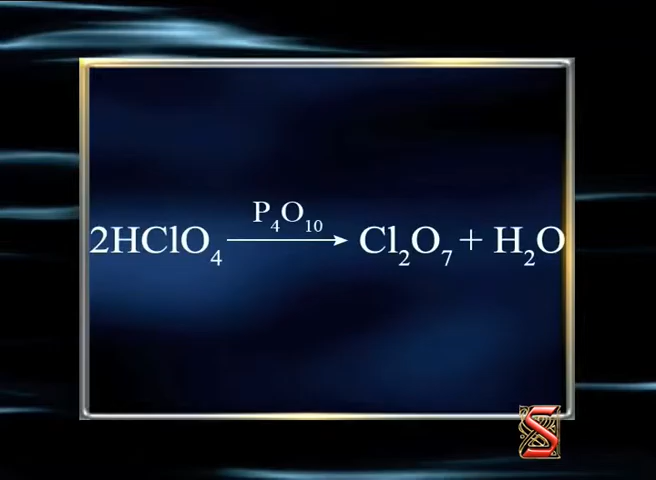 2HClO₄ —P₄O₁₀→ Cl₂O₇ + H₂O
S